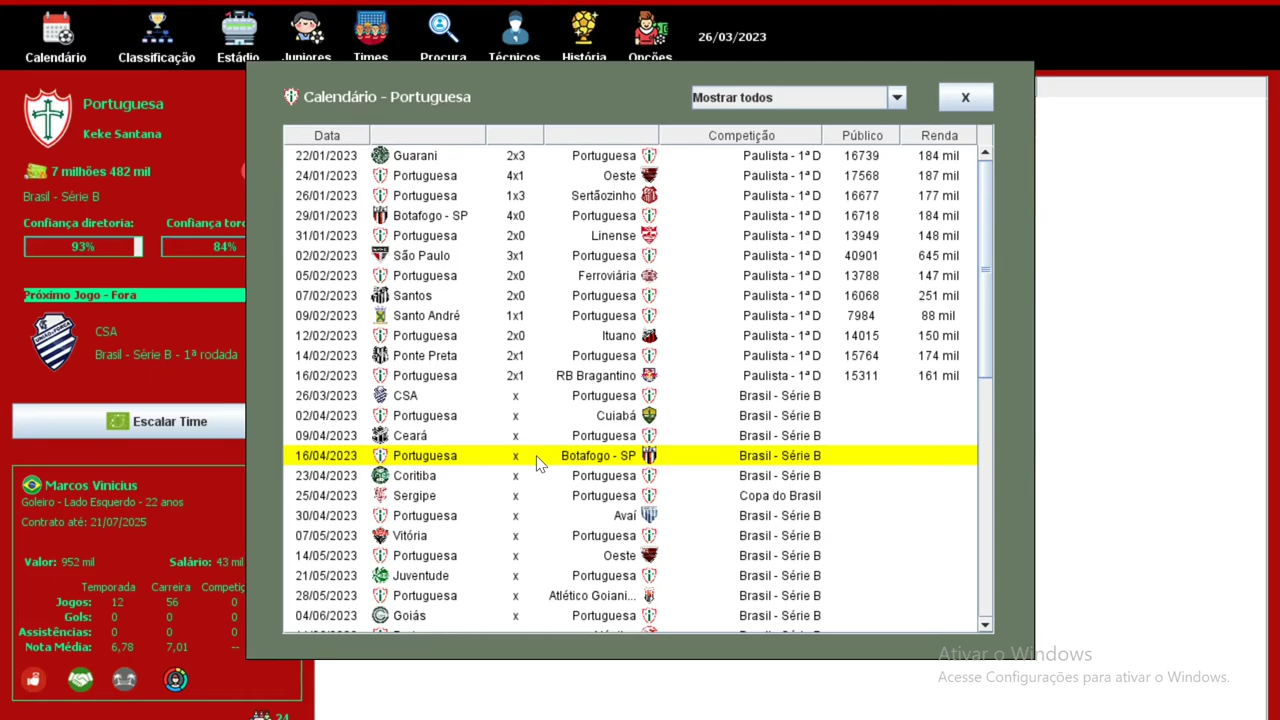 Calendário
Classificação
Estádio
Juniores
Times
Procura
Técnicos
História
Opções
26/03/2023
Portuguesa
Keke Santana
7 milhões 482 mil
Brasil - Série B
Confiança diretoria:
Confiança torc
93%
84%
Próximo Jogo - Fora
CSA
Brasil - Série B - 1ª rodada
Escalar Time
Marcos Vinicius
Goleiro - Lado Esquerdo - 22 anos
Contrato até: 21/07/2025
Valor: 952 mil Salário: 43 mil
Temporada Carreira Competiç
Jogos: 12 56 0
Gols: 0 0 0
Assistências: 0 0 0
Nota Média: 6,78 7,01 --
24
Calendário - Portuguesa
Mostrar todos
X
Data Competição Público Renda
22/01/2023 Guarani 2x3 Portuguesa Paulista - 1ª D 16739 184 mil
24/01/2023 Portuguesa 4x1 Oeste Paulista - 1ª D 17568 187 mil
26/01/2023 Portuguesa 1x3 Sertãozinho Paulista - 1ª D 16677 177 mil
29/01/2023 Botafogo - SP 4x0 Portuguesa Paulista - 1ª D 16718 184 mil
31/01/2023 Portuguesa 2x0 Linense Paulista - 1ª D 13949 148 mil
02/02/2023 São Paulo 3x1 Portuguesa Paulista - 1ª D 40901 645 mil
05/02/2023 Portuguesa 2x0 Ferroviária Paulista - 1ª D 13788 147 mil
07/02/2023 Santos 2x0 Portuguesa Paulista - 1ª D 16068 251 mil
09/02/2023 Santo André 1x1 Portuguesa Paulista - 1ª D 7984 88 mil
12/02/2023 Portuguesa 2x0 Ituano Paulista - 1ª D 14015 150 mil
14/02/2023 Ponte Preta 2x1 Portuguesa Paulista - 1ª D 15764 174 mil
16/02/2023 Portuguesa 2x1 RB Bragantino Paulista - 1ª D 15311 161 mil
26/03/2023 CSA x Portuguesa Brasil - Série B
02/04/2023 Portuguesa x Cuiabá Brasil - Série B
09/04/2023 Ceará x Portuguesa Brasil - Série B
16/04/2023 Portuguesa x Botafogo - SP Brasil - Série B
23/04/2023 Coritiba x Portuguesa Brasil - Série B
25/04/2023 Sergipe x Portuguesa Copa do Brasil
30/04/2023 Portuguesa x Avaí Brasil - Série B
07/05/2023 Vitória x Portuguesa Brasil - Série B
14/05/2023 Portuguesa x Oeste Brasil - Série B
21/05/2023 Juventude x Portuguesa Brasil - Série B
28/05/2023 Portuguesa x Atlético Goiani... Brasil - Série B
04/06/2023 Goiás x Portuguesa Brasil - Série B
Ativar o Windows
Acesse Configurações para ativar o Windows.